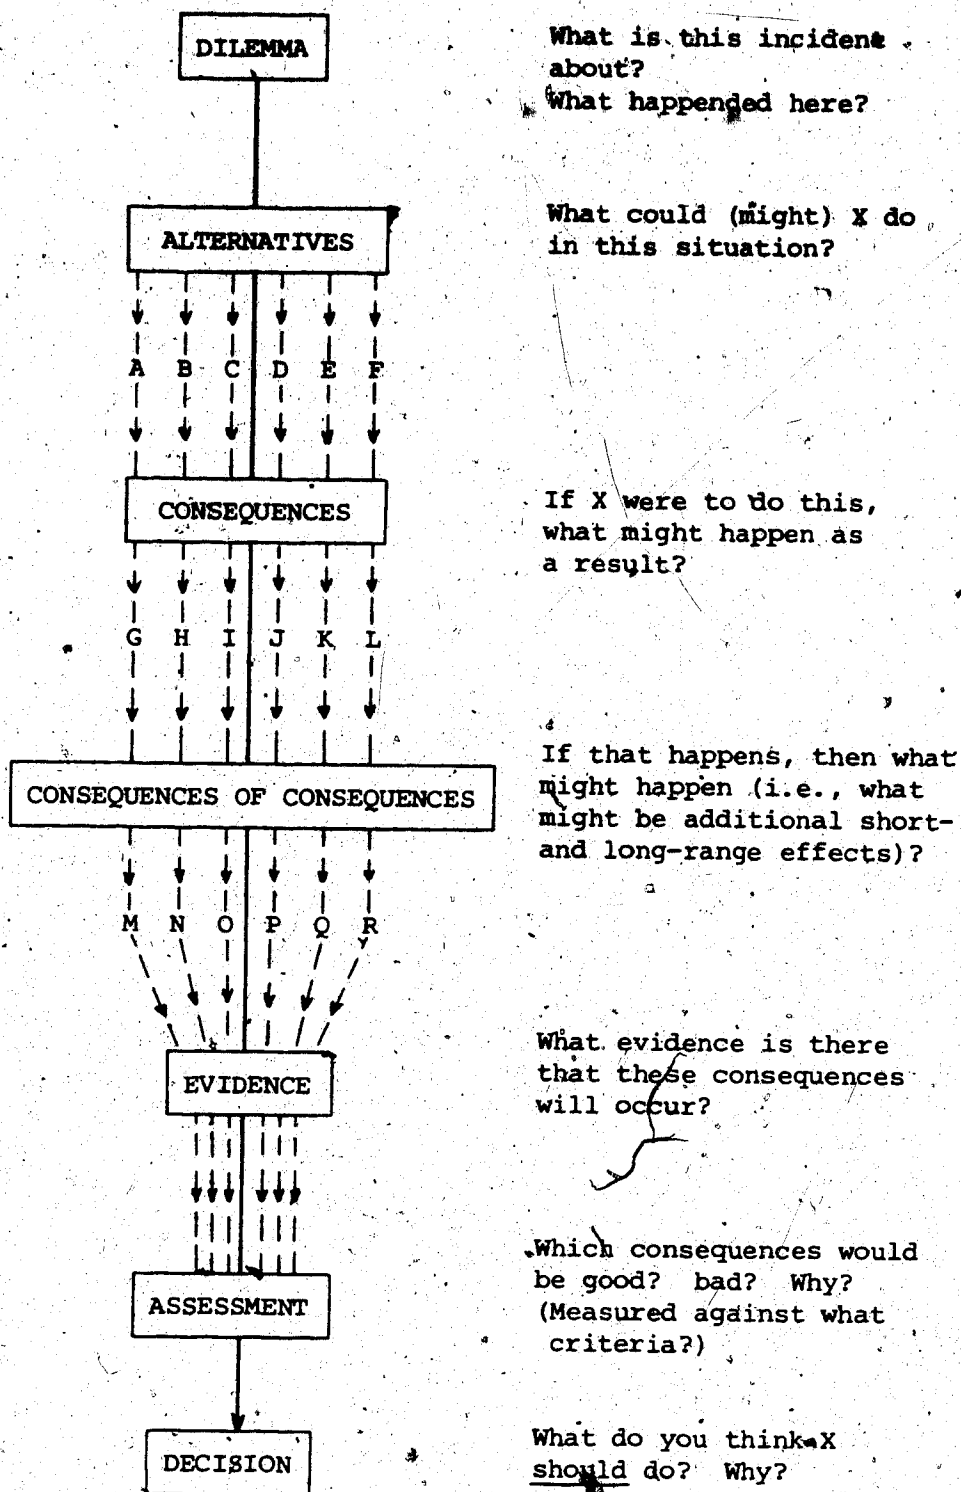 DILEMMA
What is this incident
about?
What happended here?
ALTERNATIVES
What could (might) X do
in this situation?
A B C D E F
CONSEQUENCES
If X were to do this,
what might happen as
a result?
G H I J K L
CONSEQUENCES OF CONSEQUENCES
If that happens, then what
might happen (i.e., what
might be additional short-
and long-range effects)?
M N O P Q R
EVIDENCE
What evidence is there
that these consequences
will occur?
ASSESSMENT
Which consequences would
be good? bad? Why?
(Measured against what
criteria?)
DECISION
What do you think X
should do? Why?